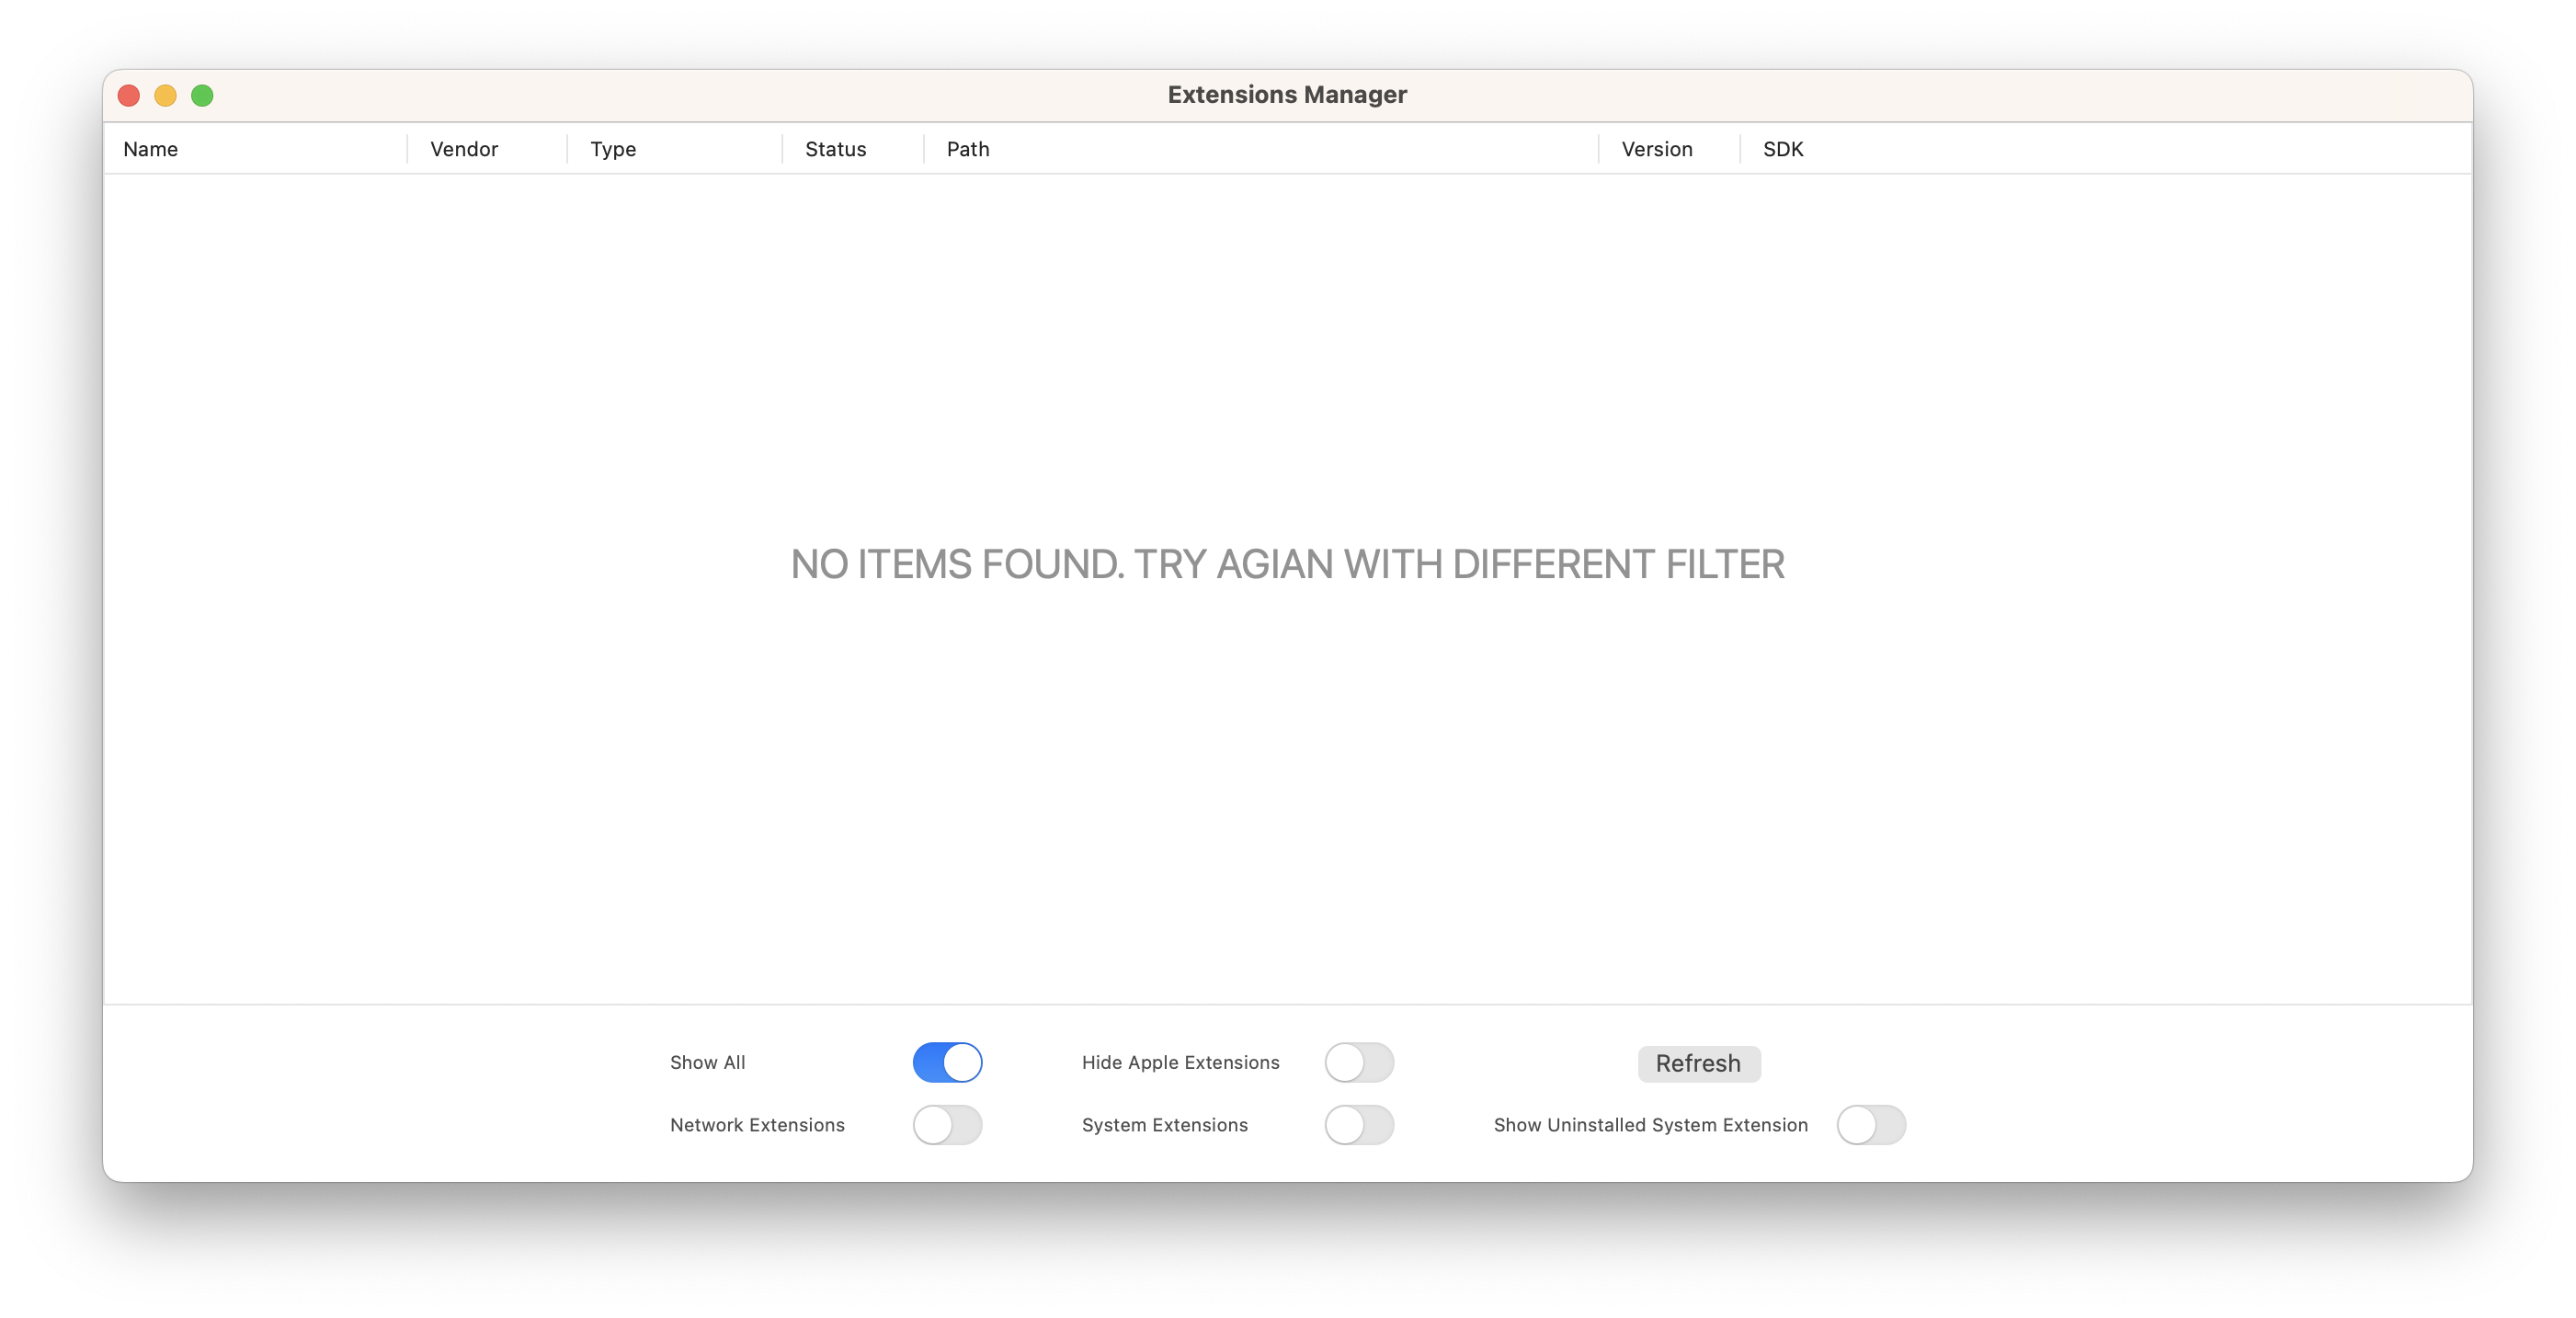 Extensions Manager
Name Vendor Type Status Path Version SDK
NO ITEMS FOUND. TRY AGIAN WITH DIFFERENT FILTER
Show All Hide Apple Extensions Refresh
Network Extensions System Extensions Show Uninstalled System Extension